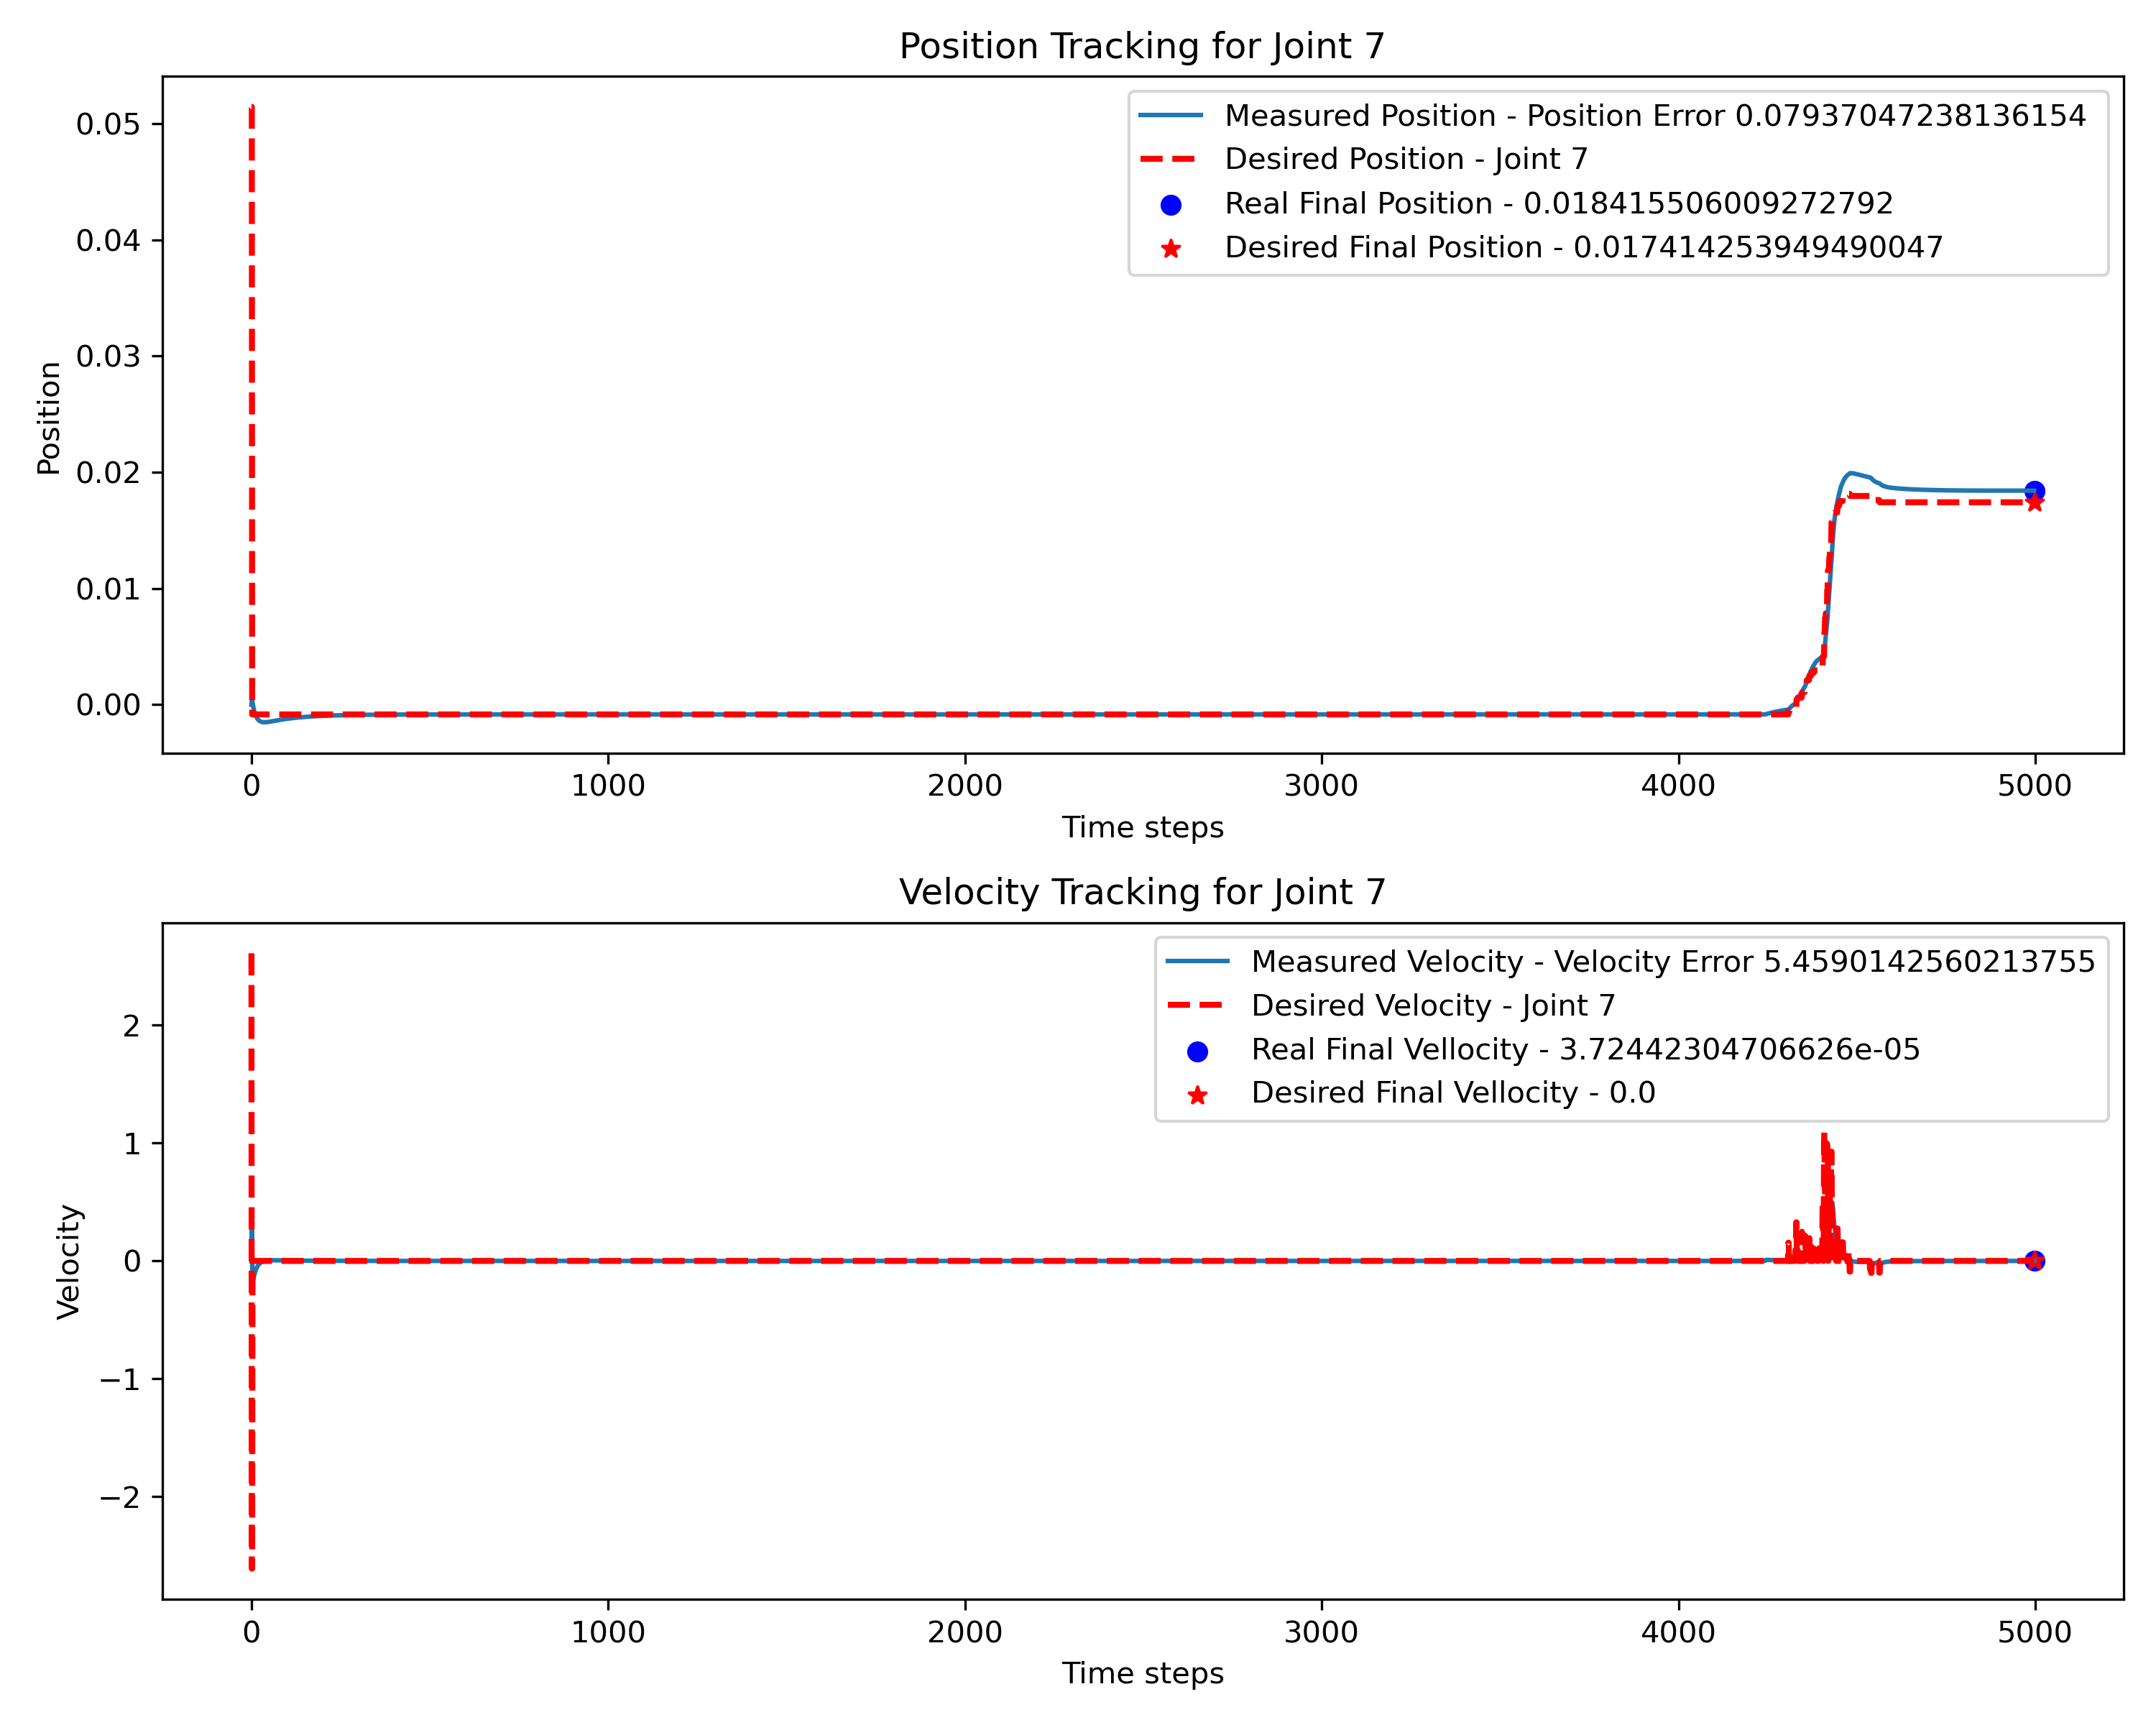 Position Tracking for Joint 7
Measured Position - Position Error 0.07937047238136154
Desired Position - Joint 7
Real Final Position - 0.018415506009272792
Desired Final Position - 0.017414253949490047
Position
0.05
0.04
0.03
0.02
0.01
0.00
0
1000
2000
3000
4000
5000
Time steps
Velocity Tracking for Joint 7
Measured Velocity - Velocity Error 5.4590142560213755
Desired Velocity - Joint 7
Real Final Vellocity - 3.72442304706626e-05
Desired Final Vellocity - 0.0
Velocity
2
1
0
−1
−2
0
1000
2000
3000
4000
5000
Time steps